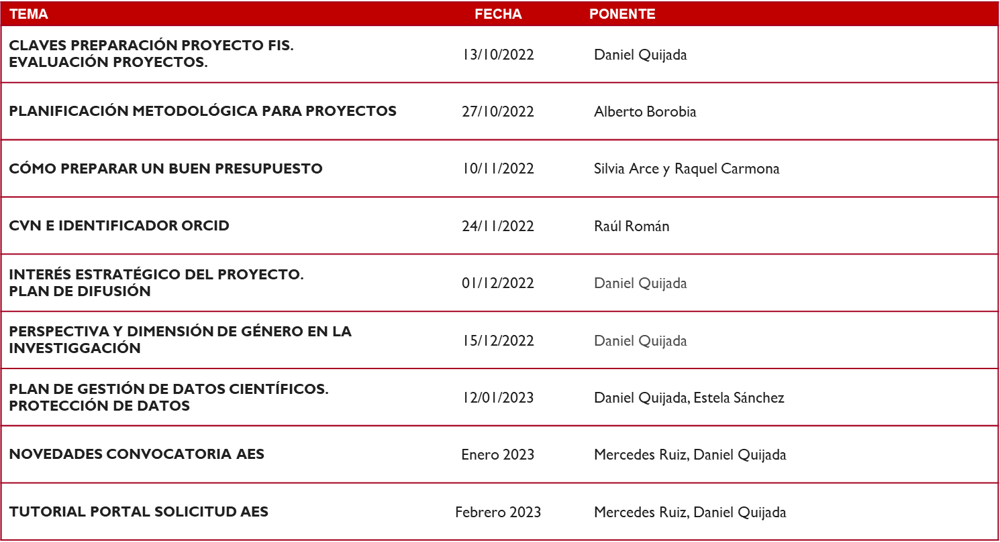 TEMA FECHA PONENTE
CLAVES PREPARACIÓN PROYECTO FIS.
EVALUACIÓN PROYECTOS. 13/10/2022 Daniel Quijada
PLANIFICACIÓN METODOLÓGICA PARA PROYECTOS 27/10/2022 Alberto Borobia
CÓMO PREPARAR UN BUEN PRESUPUESTO 10/11/2022 Silvia Arce y Raquel Carmona
CVN E IDENTIFICADOR ORCID 24/11/2022 Raúl Román
INTERÉS ESTRATÉGICO DEL PROYECTO.
PLAN DE DIFUSIÓN 01/12/2022 Daniel Quijada
PERSPECTIVA Y DIMENSIÓN DE GÉNERO EN LA
INVESTIGGACIÓN 15/12/2022 Daniel Quijada
PLAN DE GESTIÓN DE DATOS CIENTÍFICOS.
PROTECCIÓN DE DATOS 12/01/2023 Daniel Quijada, Estela Sánchez
NOVEDADES CONVOCATORIA AES Enero 2023 Mercedes Ruiz, Daniel Quijada
TUTORIAL PORTAL SOLICITUD AES Febrero 2023 Mercedes Ruiz, Daniel Quijada